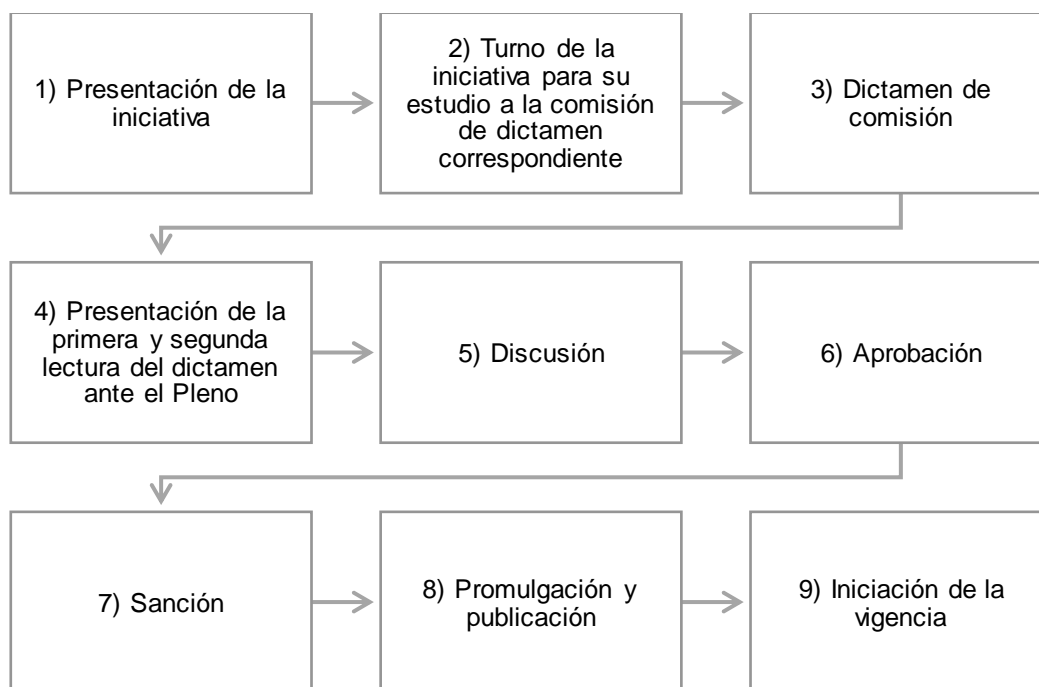 1) Presentación de la
iniciativa
2) Turno de la
iniciativa para su
estudio a la comisión
de dictamen
correspondiente
3) Dictamen de
comisión
4) Presentación de la
primera y segunda
lectura del dictamen
ante el Pleno
5) Discusión
6) Aprobación
7) Sanción
8) Promulgación y
publicación
9) Iniciación de la
vigencia